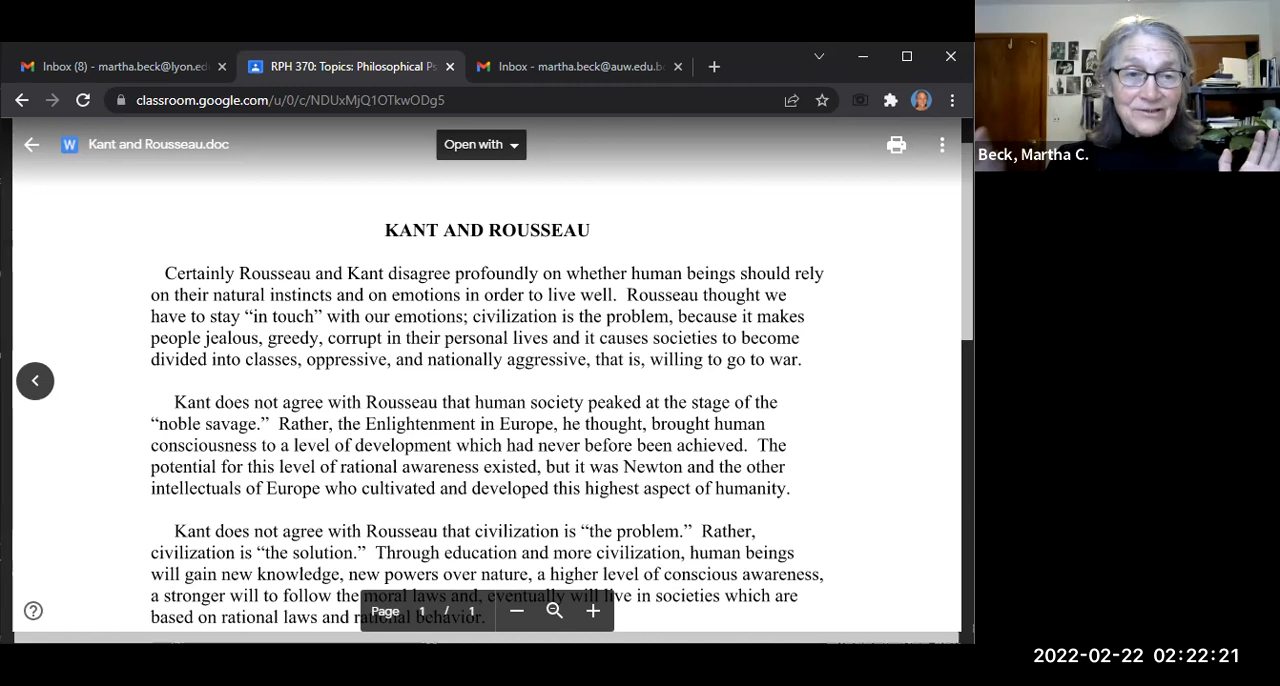 Inbox (8) - martha.beck@lyon.ed
RPH 370: Topics: Philosophical Ps
Inbox - martha.beck@auw.edu.b
classroom.google.com/u/0/c/NDUxMjQ1OTkwODg5
W Kant and Rousseau.doc
Open with
Beck, Martha C.
KANT AND ROUSSEAU
Certainly Rousseau and Kant disagree profoundly on whether human beings should rely
on their natural instincts and on emotions in order to live well. Rousseau thought we
have to stay “in touch” with our emotions; civilization is the problem, because it makes
people jealous, greedy, corrupt in their personal lives and it causes societies to become
divided into classes, oppressive, and nationally aggressive, that is, willing to go to war.
Kant does not agree with Rousseau that human society peaked at the stage of the
“noble savage.” Rather, the Enlightenment in Europe, he thought, brought human
consciousness to a level of development which had never before been achieved. The
potential for this level of rational awareness existed, but it was Newton and the other
intellectuals of Europe who cultivated and developed this highest aspect of humanity.
Kant does not agree with Rousseau that civilization is “the problem.” Rather,
civilization is “the solution.” Through education and more civilization, human beings
will gain new knowledge, new powers over nature, a higher level of conscious awareness,
a stronger will to follow the moral laws and, eventually will live in societies which are
based on rational laws and rational behavior.
Page 1 / 1
2022-02-22 02:22:21